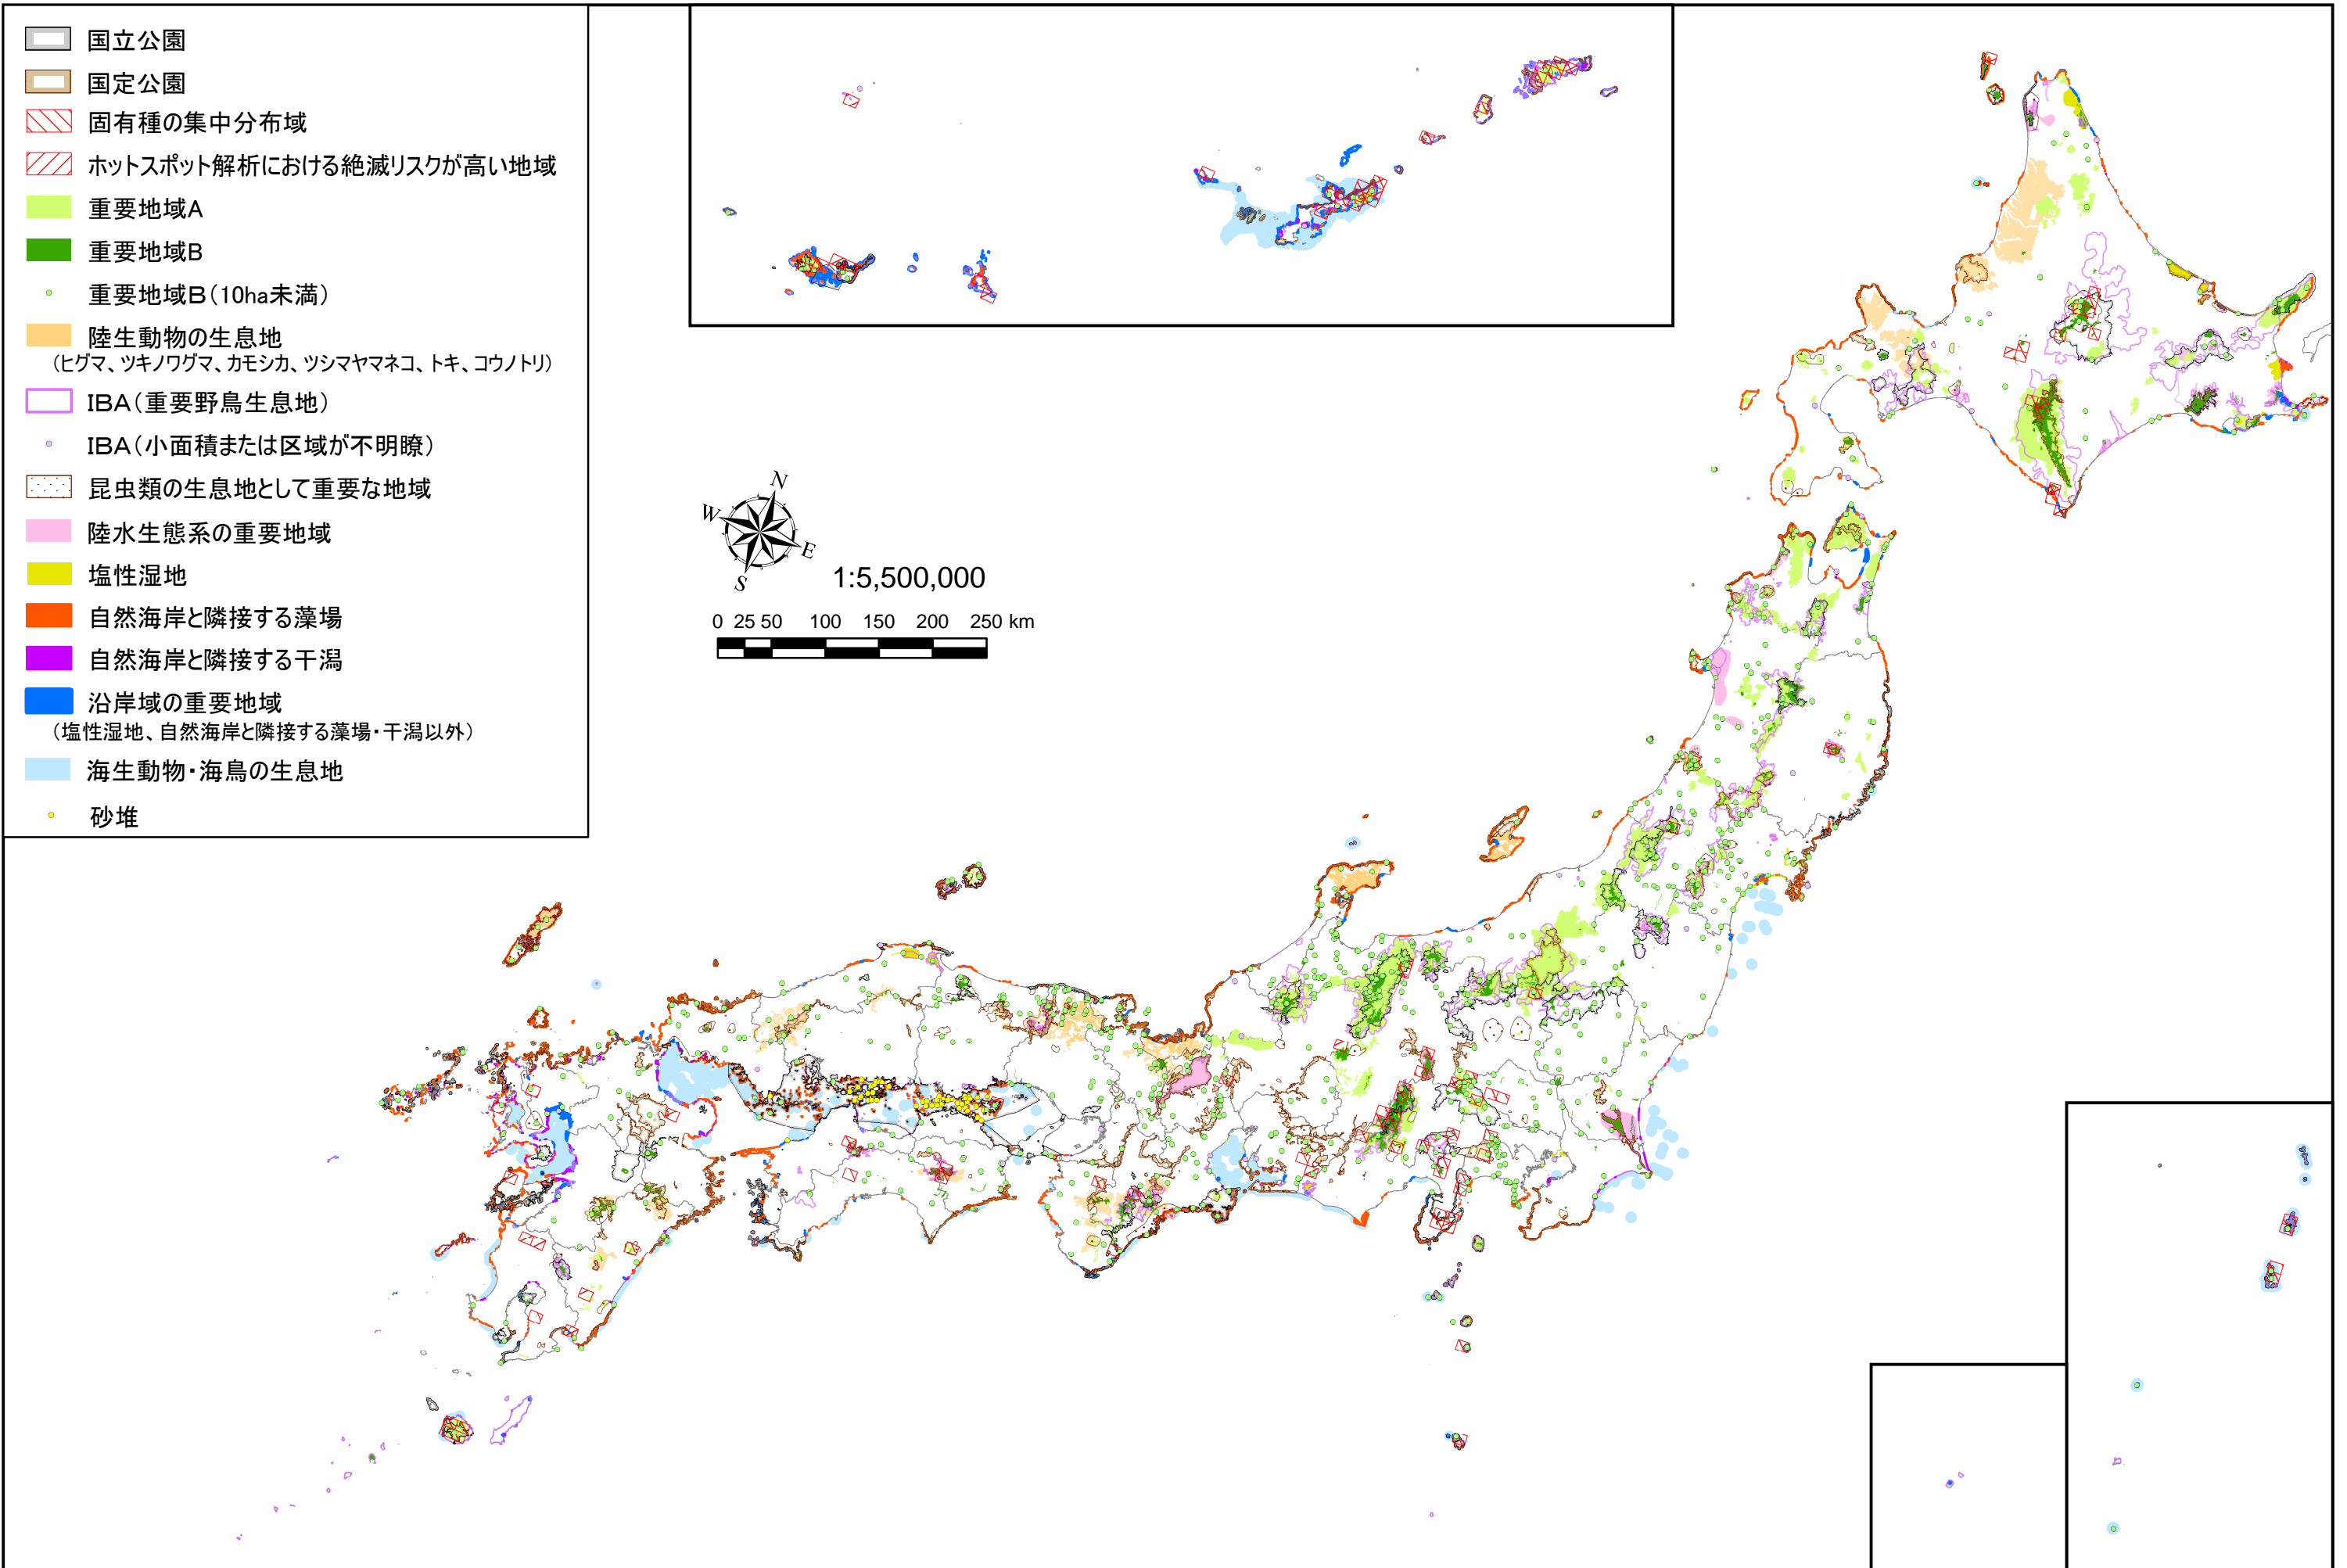 国立公園
国定公園
固有種の集中分布域
ホットスポット解析における絶滅リスクが高い地域
重要地域A
重要地域B
重要地域B(10ha未満)
陸生動物の生息地
(ヒグマ、ツキノワグマ、カモシカ、ツシマヤマネコ、トキ、コウノトリ)
IBA(重要野鳥生息地)
IBA(小面積または区域が不明瞭)
昆虫類の生息地として重要な地域
陸水生態系の重要地域
塩性湿地
自然海岸と隣接する藻場
自然海岸と隣接する干潟
沿岸域の重要地域
(塩性湿地、自然海岸と隣接する藻場・干潟以外)
海生動物・海鳥の生息地
砂堆
N
W
E
S
1:5,500,000
0 25 50 100 150 200 250 km